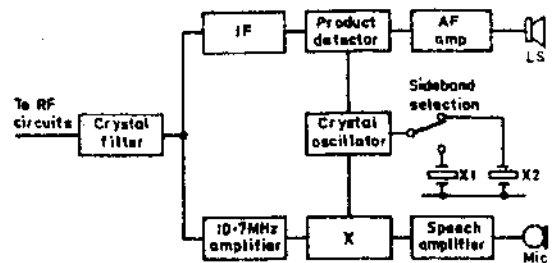 IF
Product
detector
AF
amp
LS
To RF
circuits
Crystal
filter
Sideband
selection
Crystal
oscillator
X1
X2
10·7MHz
amplifier
X
Speech
amplifier
Mic